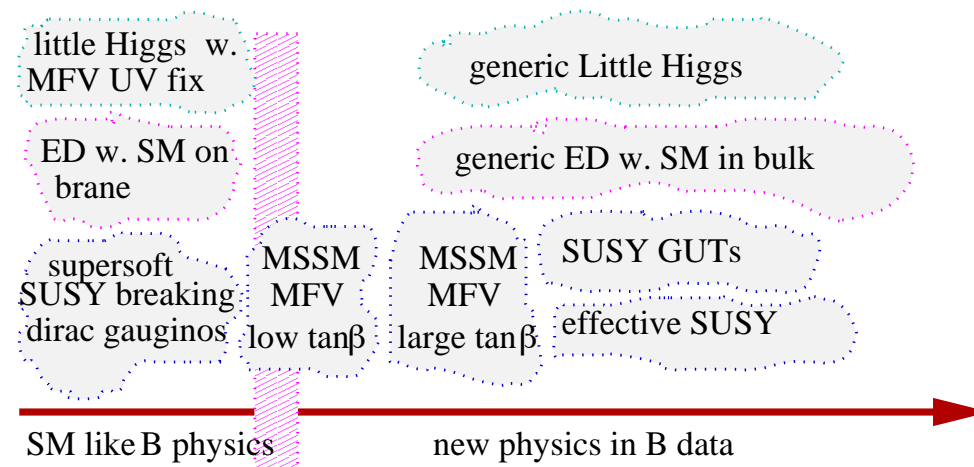 little Higgs w.
MFV UV fix
generic Little Higgs
ED w. SM on
brane
generic ED w. SM in bulk
supersoft
SUSY breaking
dirac gauginos
MSSM
MFV
low tanβ
MSSM
MFV
large tanβ
SUSY GUTs
effective SUSY
SM like B physics
new physics in B data